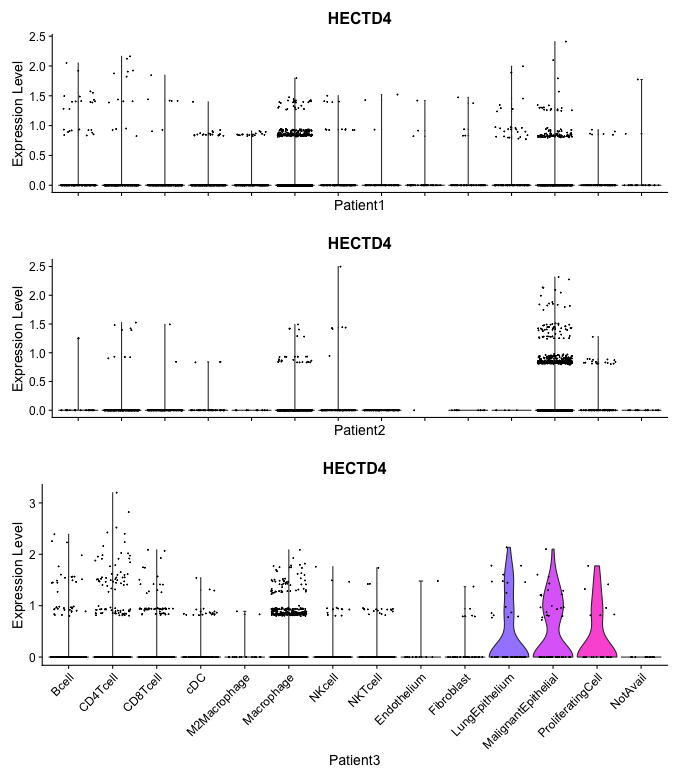 HECTD4
Expression Level
2.5
2.0
1.5
1.0
0.5
0.0
Patient1
HECTD4
Expression Level
2.5
2.0
1.5
1.0
0.5
0.0
Patient2
HECTD4
Expression Level
3
2
1
0
Bcell
CD4Tcell
CD8Tcell
cDC
M2Macrophage
Macrophage
NKcell
NKTcell
Endothelium
Fibroblast
LungEpithelium
MalignantEpithelial
ProliferatingCell
NotAvail
Patient3